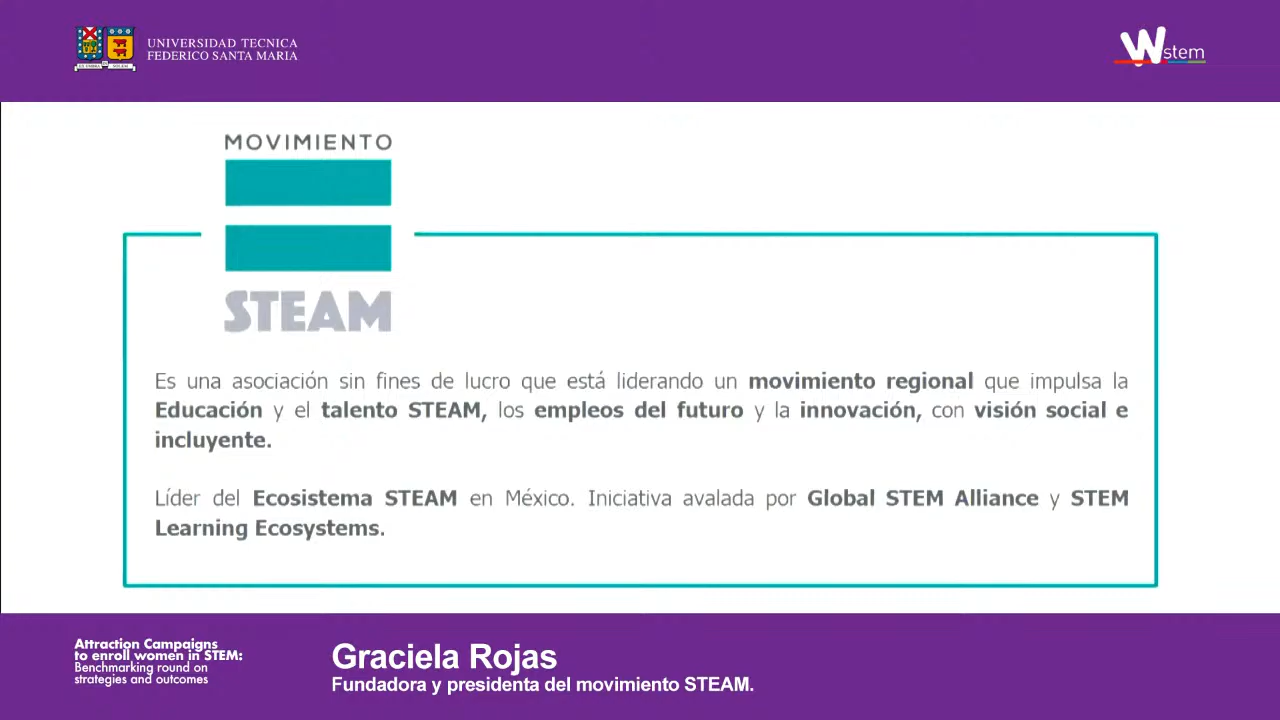 UNIVERSIDAD TECNICA
FEDERICO SANTA MARIA
Wstem
MOVIMIENTO
STEAM
Es una asociación sin fines de lucro que está liderando un movimiento regional que impulsa la
Educación y el talento STEAM, los empleos del futuro y la innovación, con visión social e
incluyente.
Líder del Ecosistema STEAM en México. Iniciativa avalada por Global STEM Alliance y STEM
Learning Ecosystems.
Attraction Campaigns
to enroll women in STEM:
Benchmarking round on
strategies and outcomes
Graciela Rojas
Fundadora y presidenta del movimiento STEAM.